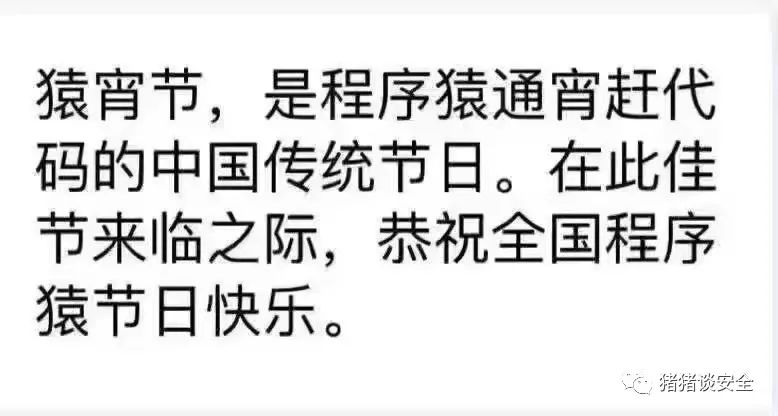 猿宵节，是程序猿通宵赶代
码的中国传统节日。在此佳
节来临之际，恭祝全国程序
猿节日快乐。
猪猪谈安全